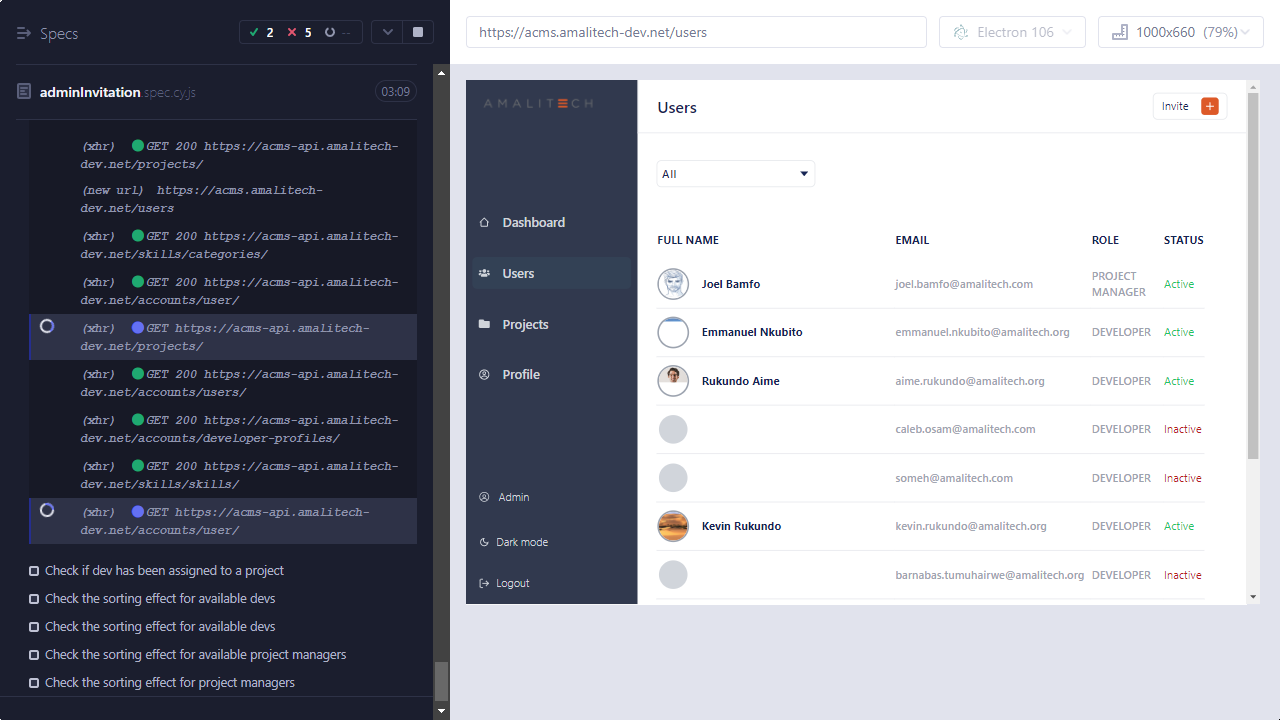 Specs
2
5
--
adminInvitation.spec.cy.js
03:09
(xhr) GET 200 https://acms-api.amalitech-
dev.net/projects/
(new url) https://acms.amalitech-
dev.net/users
(xhr) GET 200 https://acms-api.amalitech-
dev.net/skills/categories/
(xhr) GET 200 https://acms-api.amalitech-
dev.net/accounts/user/
(xhr) GET https://acms-api.amalitech-
dev.net/projects/
(xhr) GET 200 https://acms-api.amalitech-
dev.net/accounts/users/
(xhr) GET 200 https://acms-api.amalitech-
dev.net/accounts/developer-profiles/
(xhr) GET 200 https://acms-api.amalitech-
dev.net/skills/skills/
(xhr) GET https://acms-api.amalitech-
dev.net/accounts/user/
Check if dev has been assigned to a project
Check the sorting effect for available devs
Check the sorting effect for available devs
Check the sorting effect for available project managers
Check the sorting effect for project managers
https://acms.amalitech-dev.net/users
Electron 106
1000x660 (79%)
AMALITECH
Dashboard
Users
Projects
Profile
Admin
Dark mode
Logout
Users
Invite +
All
FULL NAME EMAIL ROLE STATUS
Joel Bamfo joel.bamfo@amalitech.com PROJECT MANAGER Active
Emmanuel Nkubito emmanuel.nkubito@amalitech.org DEVELOPER Active
Rukundo Aime aime.rukundo@amalitech.org DEVELOPER Active
caleb.osam@amalitech.com DEVELOPER Inactive
someh@amalitech.com DEVELOPER Inactive
Kevin Rukundo kevin.rukundo@amalitech.org DEVELOPER Active
barnabas.tumuhairwe@amalitech.org DEVELOPER Inactive